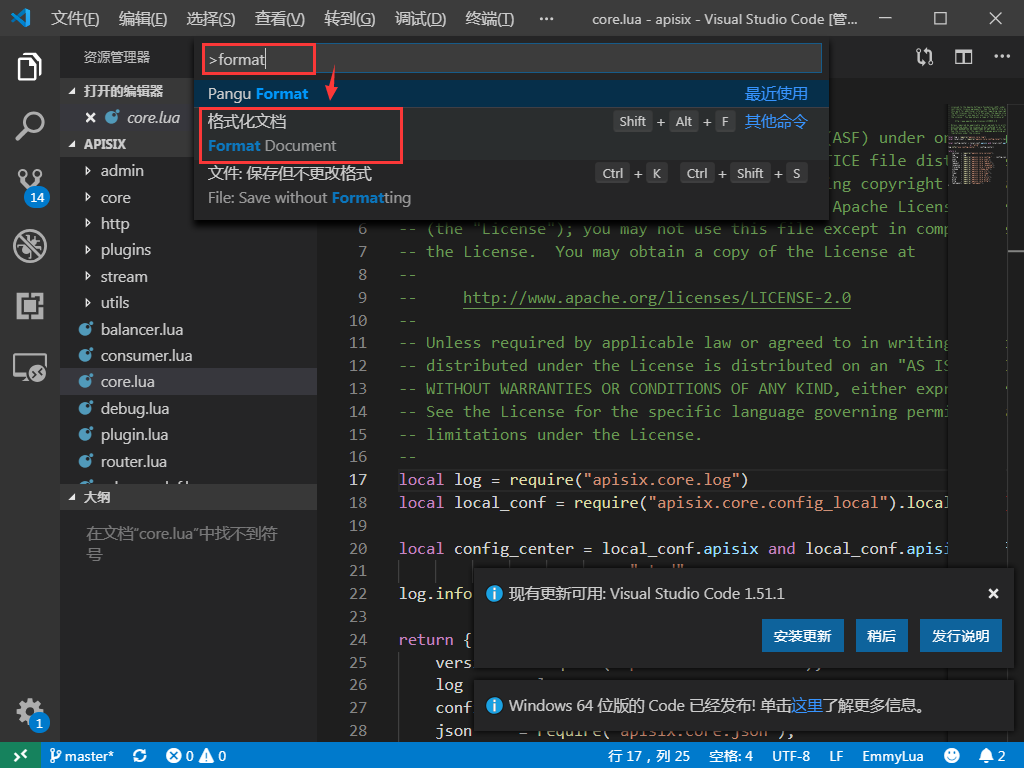 文件(F) 编辑(E) 选择(S) 查看(V) 转到(G) 调试(D) 终端(T) ··· core.lua - apisix - Visual Studio Code [管...
资源管理器
>format
Pangu Format 最近使用
格式化文档 Shift + Alt + F 其他命令
Format Document
文件: 保存但不更改格式 Ctrl + K Ctrl + Shift + S
File: Save without Formatting
打开的编辑器
core.lua
APISIX
admin
core
http
plugins
stream
utils
balancer.lua
consumer.lua
core.lua
debug.lua
plugin.lua
router.lua
大纲
在文档“core.lua”中找不到符
号
14
1
(ASF) under on
ICE file dist
ng copyright
Apache Licen
6 -- (the "License"); you may not use this file except in comp
7 -- the License.  You may obtain a copy of the License at
8 --
9 --     http://www.apache.org/licenses/LICENSE-2.0
10 --
11 -- Unless required by applicable law or agreed to in writing
12 -- distributed under the License is distributed on an "AS IS
13 -- WITHOUT WARRANTIES OR CONDITIONS OF ANY KIND, either expr
14 -- See the License for the specific language governing permi
15 -- limitations under the License.
16 --
17 local log = require("apisix.core.log")
18 local local_conf = require("apisix.core.config_local").local
19
20 local config_center = local_conf.apisix and local_conf.apisi
21
22 log.info
23
24 return {
25 vers
26 log
27 conf
28 json = require("apisix.core.json"),
现有更新可用: Visual Studio Code 1.51.1
安装更新 稍后 发行说明
Windows 64 位版的 Code 已经发布! 单击这里了解更多信息。
master* 0 0 行 17，列 25 空格: 4 UTF-8 LF EmmyLua 2